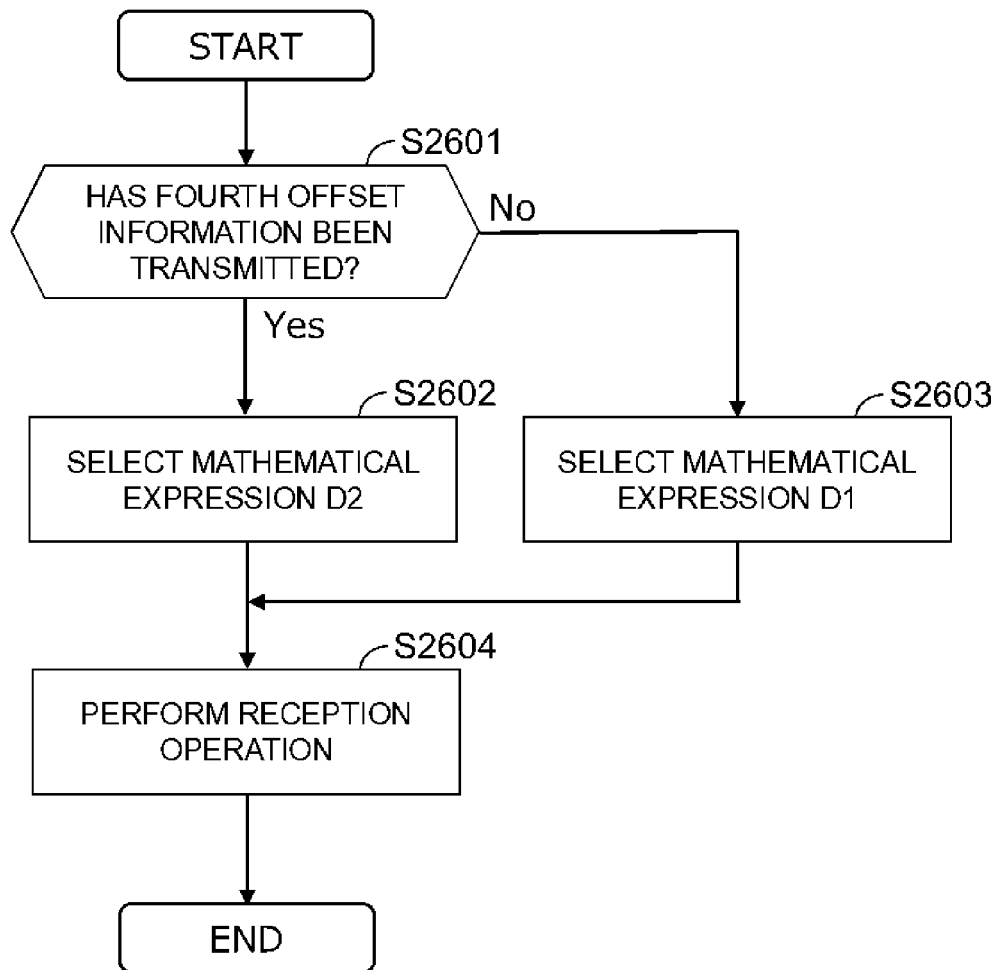 START
S2601
HAS FOURTH OFFSET
INFORMATION BEEN
TRANSMITTED?
No
Yes
S2602
SELECT MATHEMATICAL
EXPRESSION D2
S2603
SELECT MATHEMATICAL
EXPRESSION D1
S2604
PERFORM RECEPTION
OPERATION
END